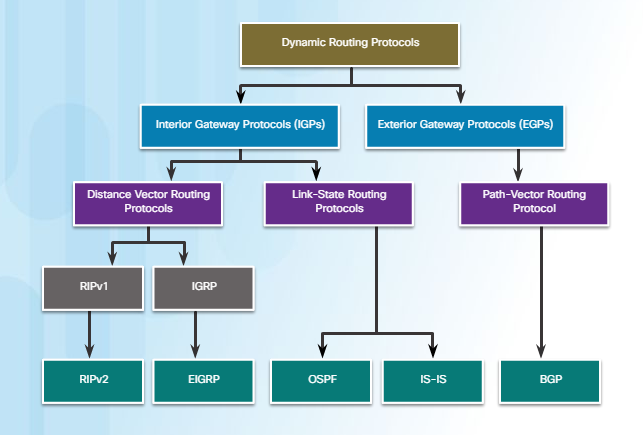 Dynamic Routing Protocols
Interior Gateway Protocols (IGPs)
Exterior Gateway Protocols (EGPs)
Distance Vector Routing
Protocols
Link-State Routing
Protocols
Path-Vector Routing
Protocol
RIPv1
IGRP
RIPv2
EIGRP
OSPF
IS-IS
BGP